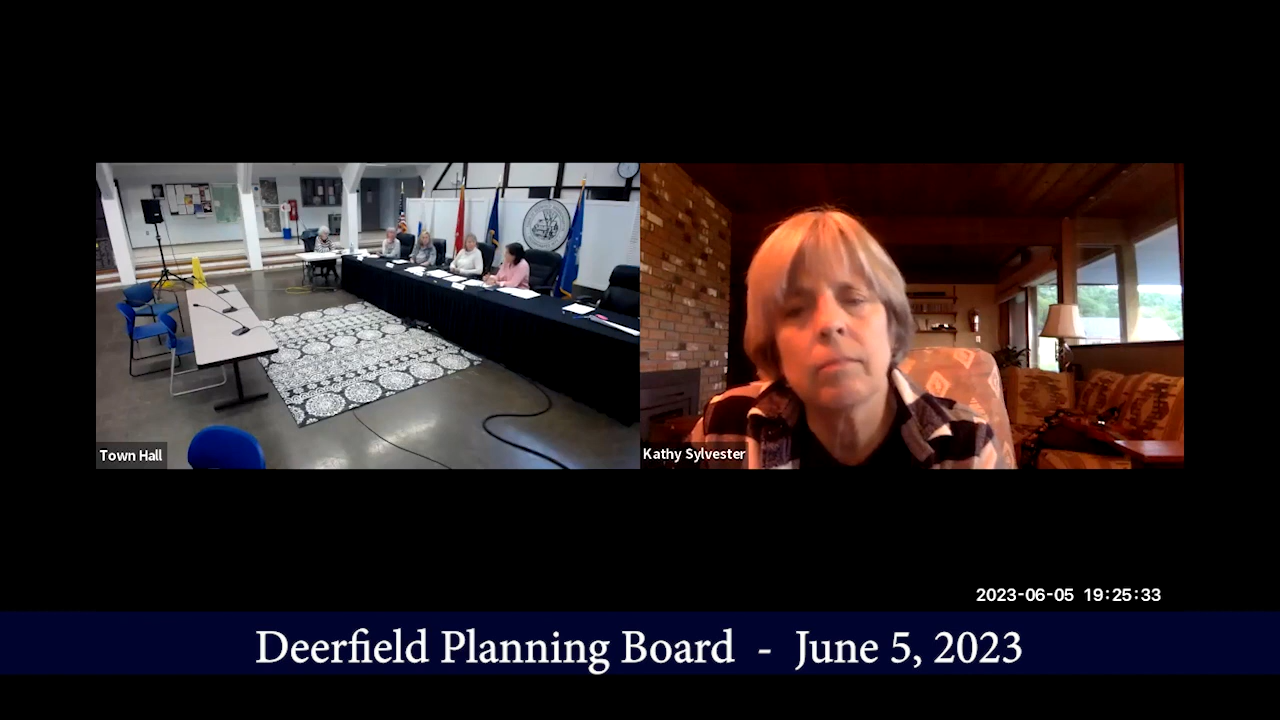 Town Hall
Kathy Sylvester
2023-06-05 19:25:33
Deerfield Planning Board - June 5, 2023